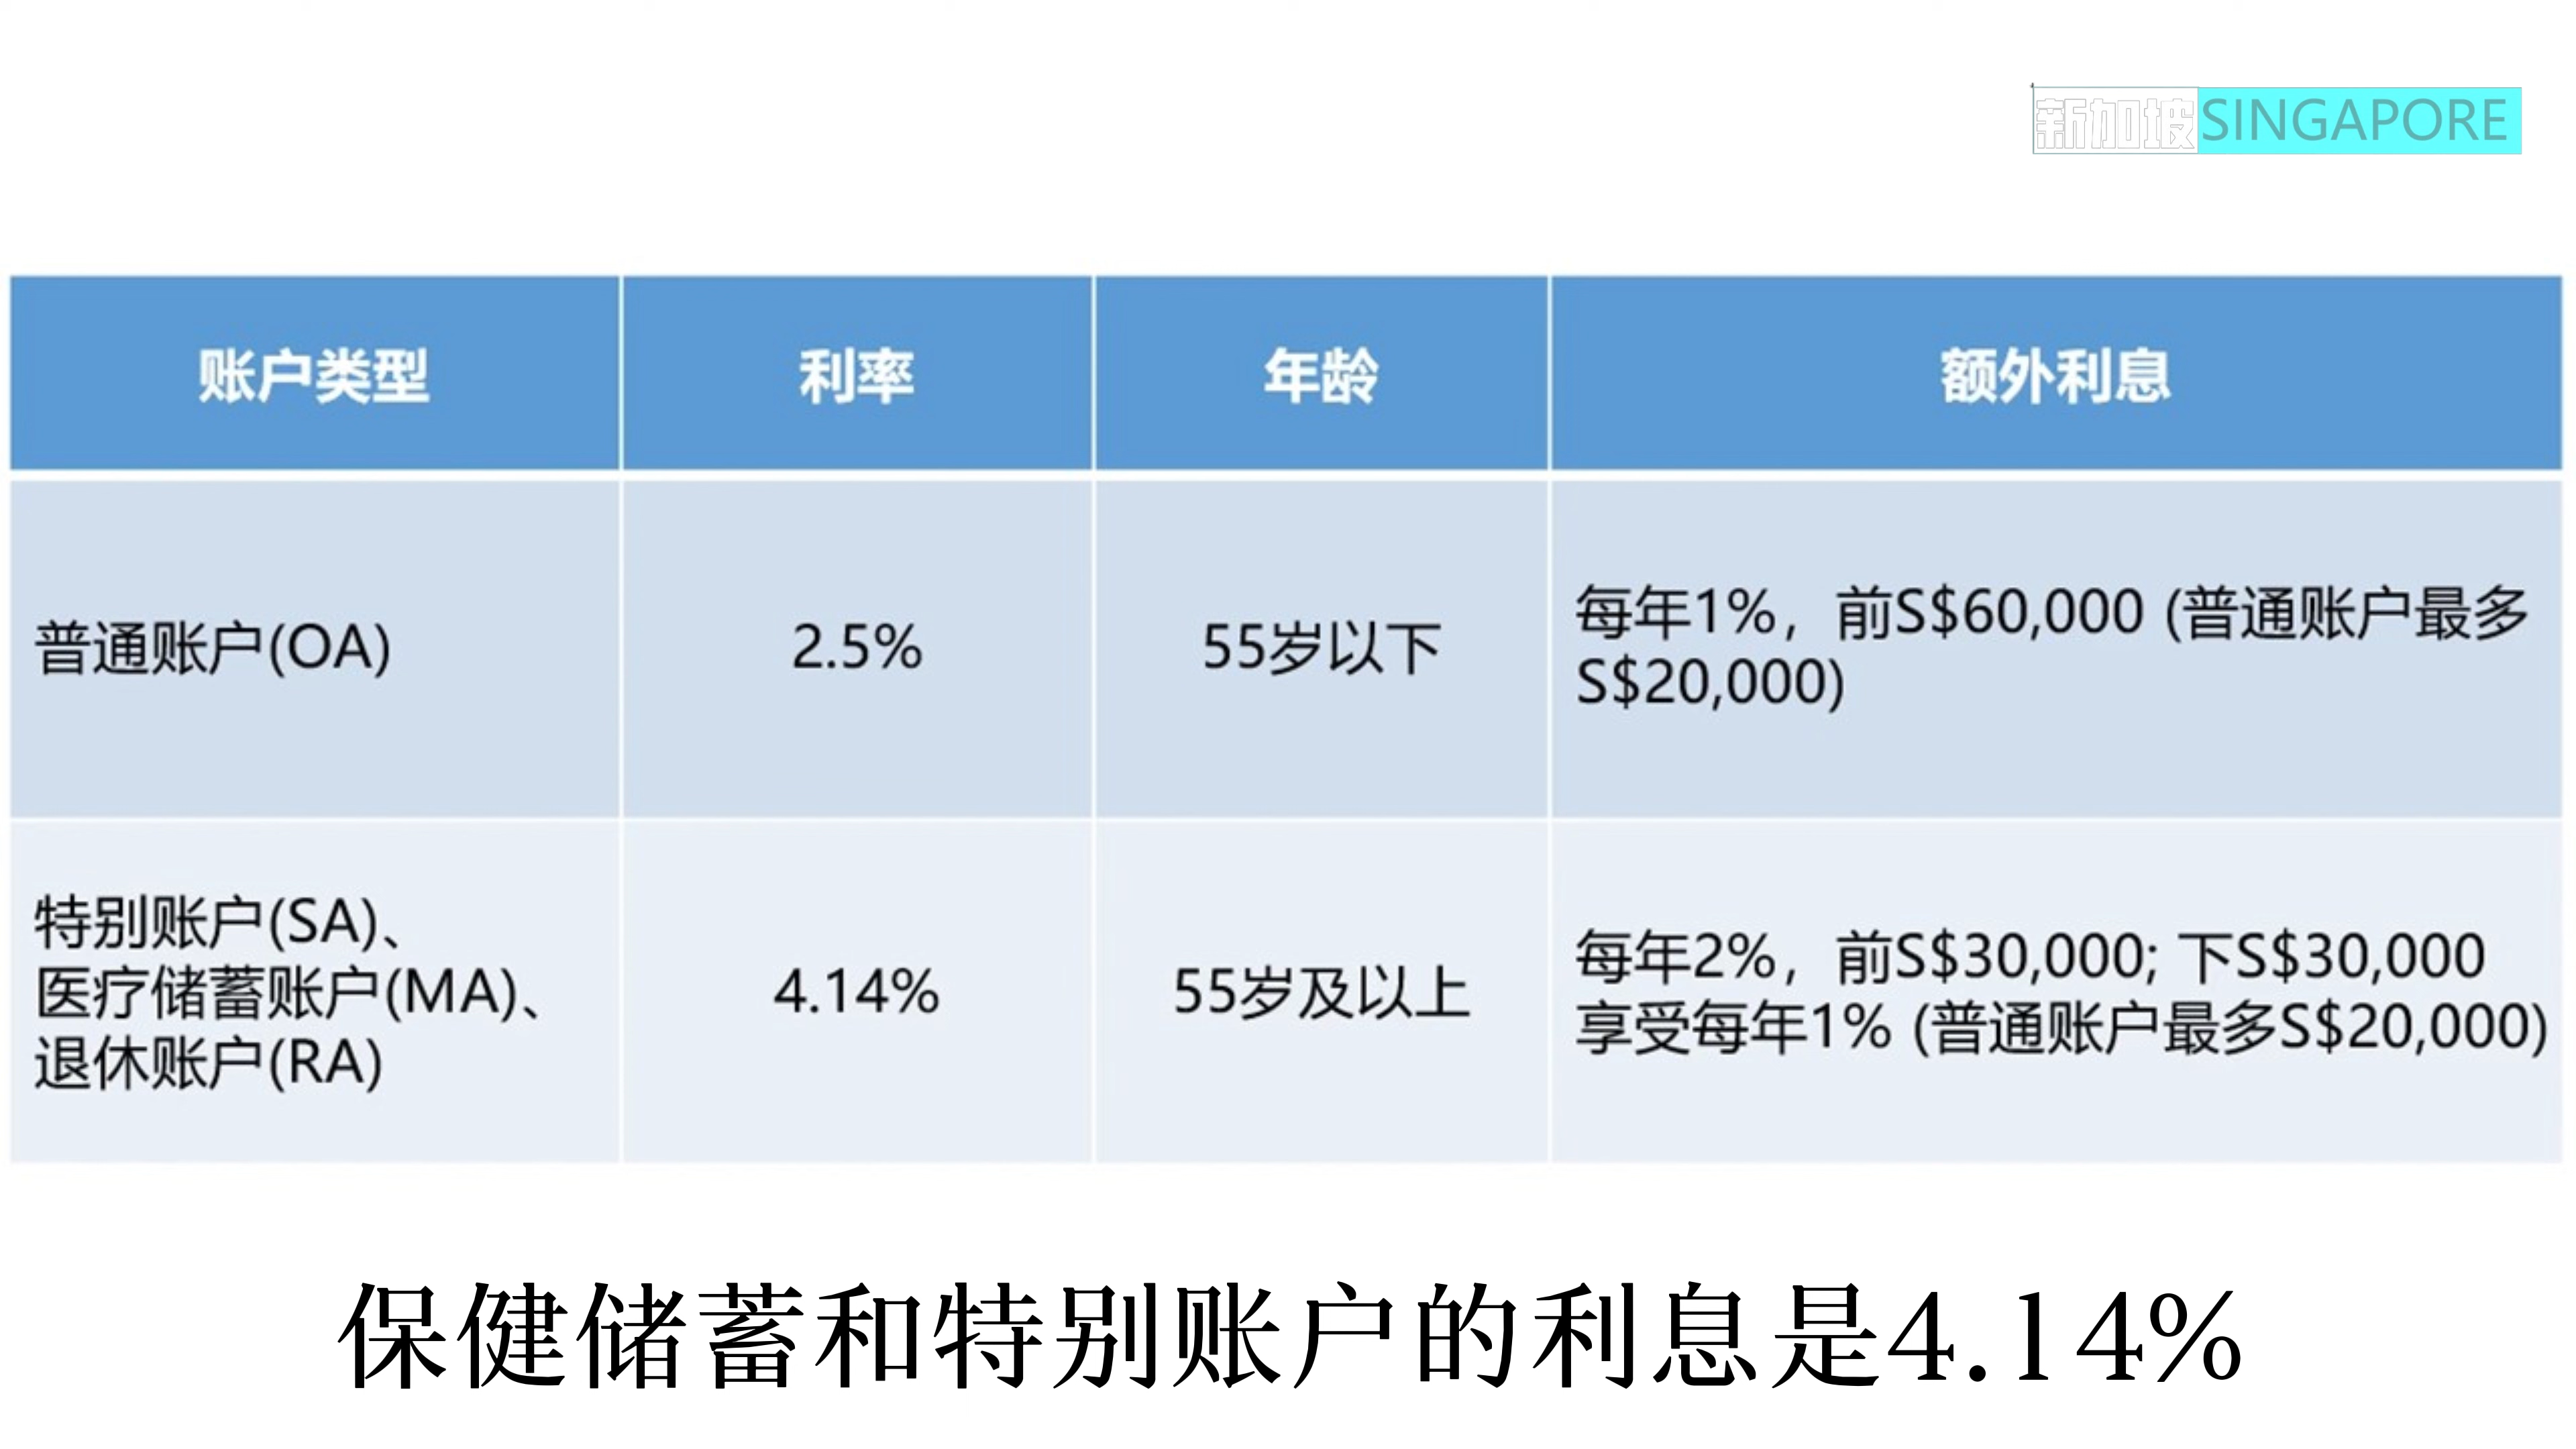 新加坡SINGAPORE
账户类型 利率 年龄 额外利息
普通账户(OA) 2.5% 55岁以下 每年1%，前S$60,000 (普通账户最多
S$20,000)
特别账户(SA)、
医疗储蓄账户(MA)、
退休账户(RA)
4.14%
55岁及以上
每年2%，前S$30,000; 下S$30,000
享受每年1% (普通账户最多S$20,000)
保健储蓄和特别账户的利息是4.14%